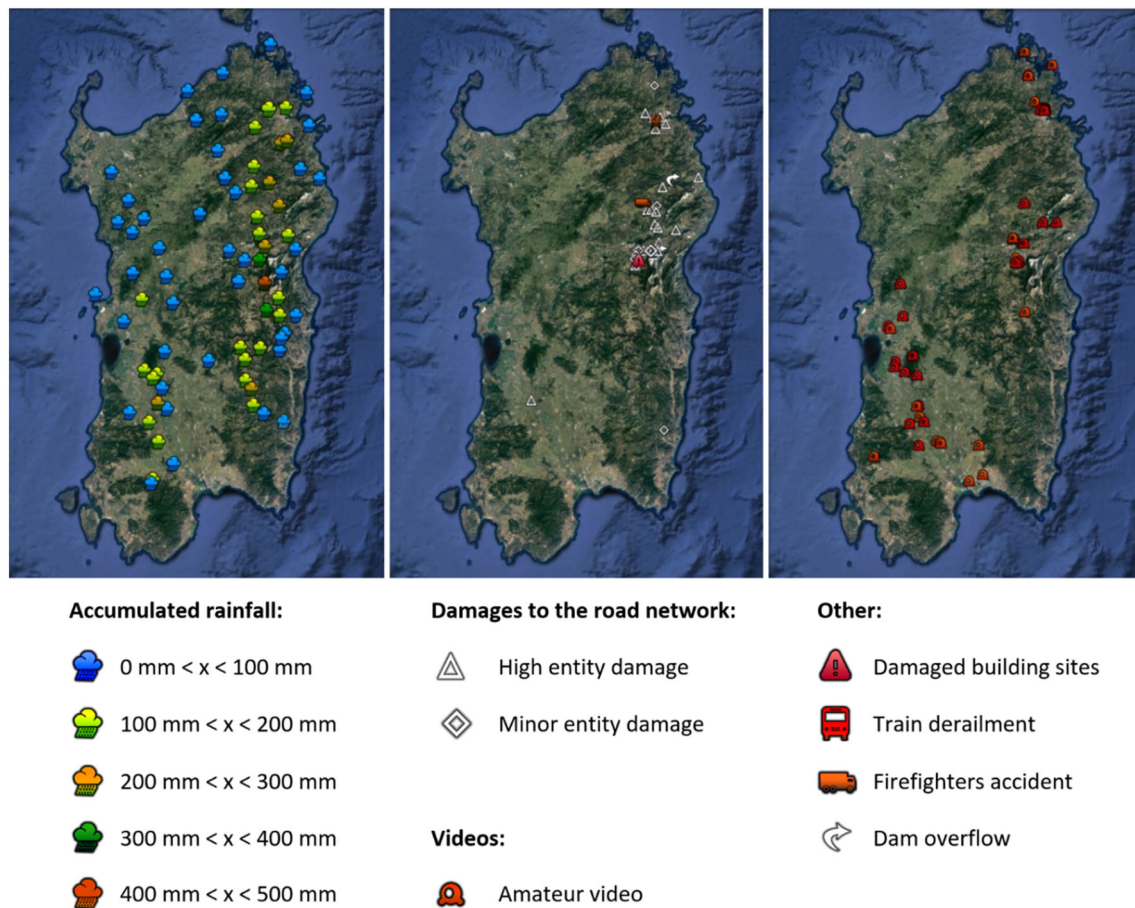 Accumulated rainfall:
0 mm < x < 100 mm
100 mm < x < 200 mm
200 mm < x < 300 mm
300 mm < x < 400 mm
400 mm < x < 500 mm
Damages to the road network:
High entity damage
Minor entity damage
Videos:
Amateur video
Other:
Damaged building sites
Train derailment
Firefighters accident
Dam overflow